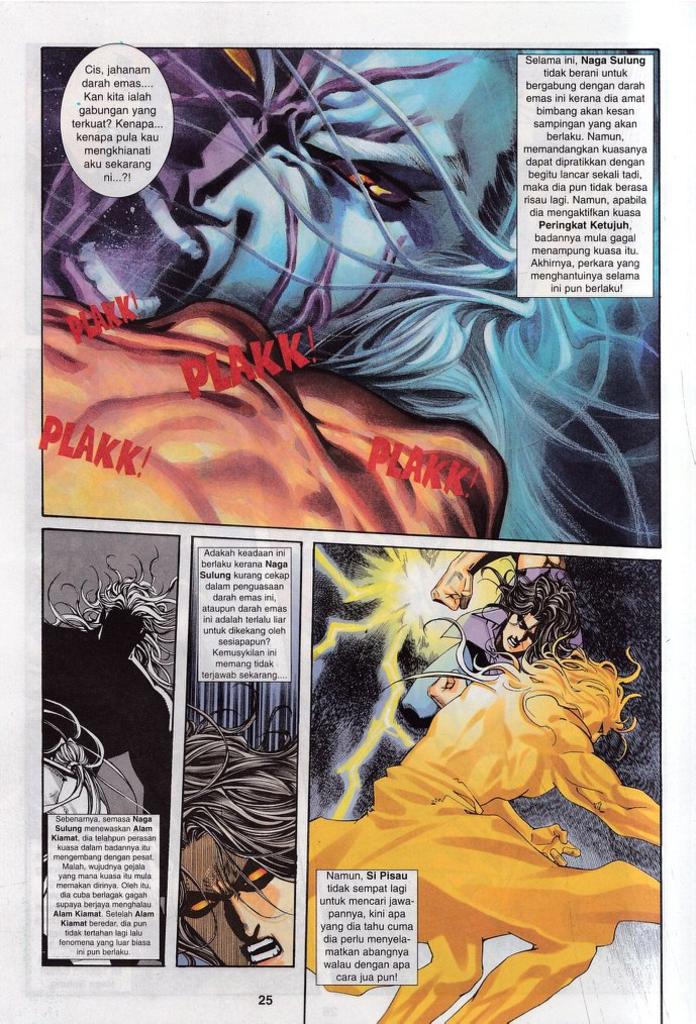 Cis, jahanam
darah emas....
Kan kita ialah
gabungan yang
terkuat? Kenapa...
kenapa pula kau
mengkhianati
aku sekarang
ni...?!
Selama ini, Naga Sulung
tidak berani untuk
bergabung dengan darah
emas ini kerana dia amat
bimbang akan kesan
sampingan yang akan
berlaku. Namun,
memandangkan kuasanya
dapat dipratikkan dengan
begitu lancar sekali tadi,
maka dia pun tidak berasa
risau lagi. Namun, apabila
dia mengaktifkan kuasa
Peringkat Ketujuh,
badannya mula gagal
menampung kuasa itu.
Akhirnya, perkara yang
menghantuinya selama
ini pun berlaku!
PLAKK!
PLAKK!
PLAKK!
PLAKK!
Sebenarnya, semasa Naga
Sulung menewaskan Alam
Kiamat, dia telahpun perasan
kuasa dalam badannya itu
mengembang dengan pesat.
Malah, wujudnya gejala
yang mana kuasa itu mula
memakan dirinya. Oleh itu,
dia cuba berlagak gagah
supaya berjaya menghalau
Alam Kiamat. Setelah Alam
Kiamat beredar, dia pun
tidak tertahan lagi lalu
fenomena yang luar biasa
ini pun berlaku.
Adakah keadaan ini
berlaku kerana Naga
Sulung kurang cekap
dalam penguasaan
darah emas ini,
ataupun darah emas
ini adalah terlalu liar
untuk dikekang oleh
sesiapapun?
Kemusykilan ini
memang tidak
terjawab sekarang....
Namun, Si Pisau
tidak sempat lagi
untuk mencari jawa-
pannya, kini apa
yang dia tahu cuma
dia perlu menyela-
matkan abangnya
walau dengan apa
cara jua pun!
25